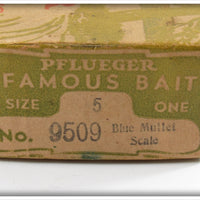 PFLUEGER
FAMOUS BAIT
SIZE 5 ONE
No. 9509 Blue Mullet
Scale